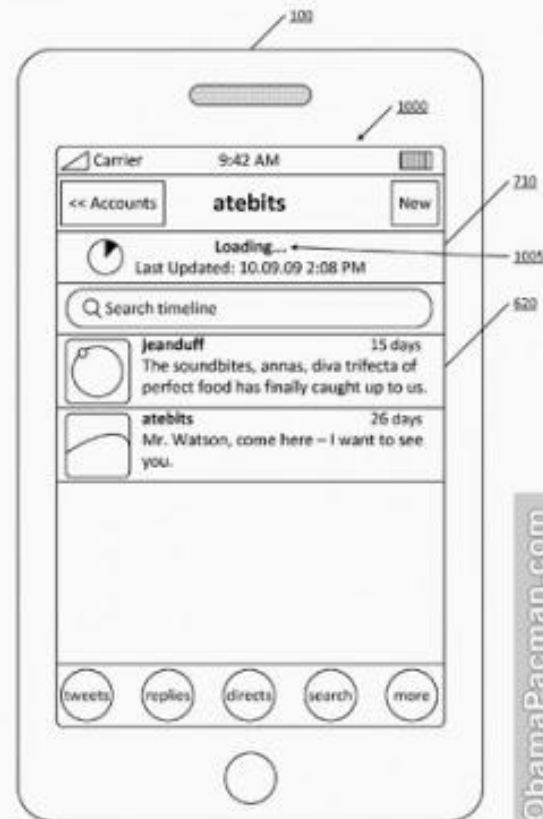 100
1000
Carrier 9:42 AM
<< Accounts atebits New
710
Loading...
1005
Last Updated: 10.09.09 2:08 PM
620
Search timeline
jeanduff 15 days
The soundbites, annas, diva trifecta of
perfect food has finally caught up to us.
atebits 26 days
Mr. Watson, come here – I want to see
you.
tweets replies directs search more
ObamaPacman.com